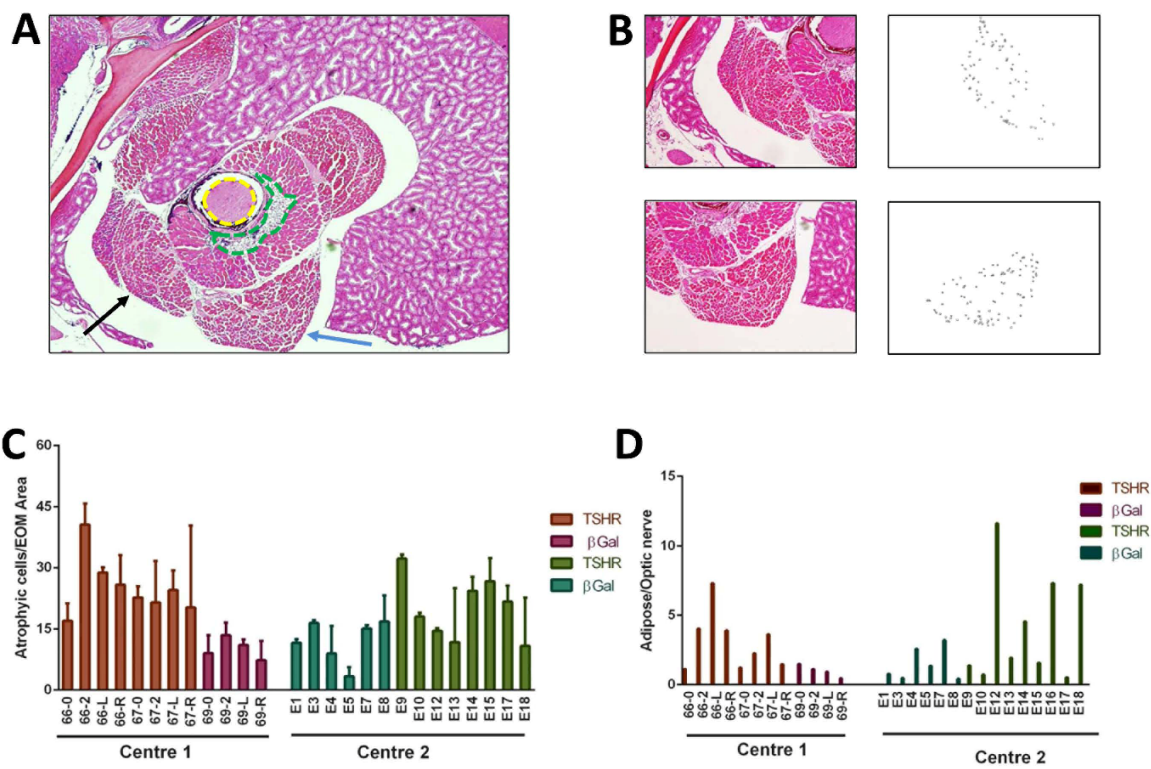 A
B
C
60
45
30
15
0
Atrophyic cells/EOM Area
66-0
66-2
66-L
66-R
67-0
67-2
67-L
67-R
69-0
69-2
69-L
69-R
E1
E3
E4
E5
E7
E8
E9
E10
E12
E13
E14
E15
E17
E18
Centre 1
Centre 2
TSHR
βGal
TSHR
βGal
D
15
10
5
0
Adipose/Optic nerve
66-0
66-2
66-L
66-R
67-0
67-2
67-L
67-R
69-0
69-2
69-L
69-R
E1
E3
E4
E5
E7
E8
E9
E10
E12
E13
E14
E15
E16
E17
E18
Centre 1
Centre 2
TSHR
βGal
TSHR
βGal